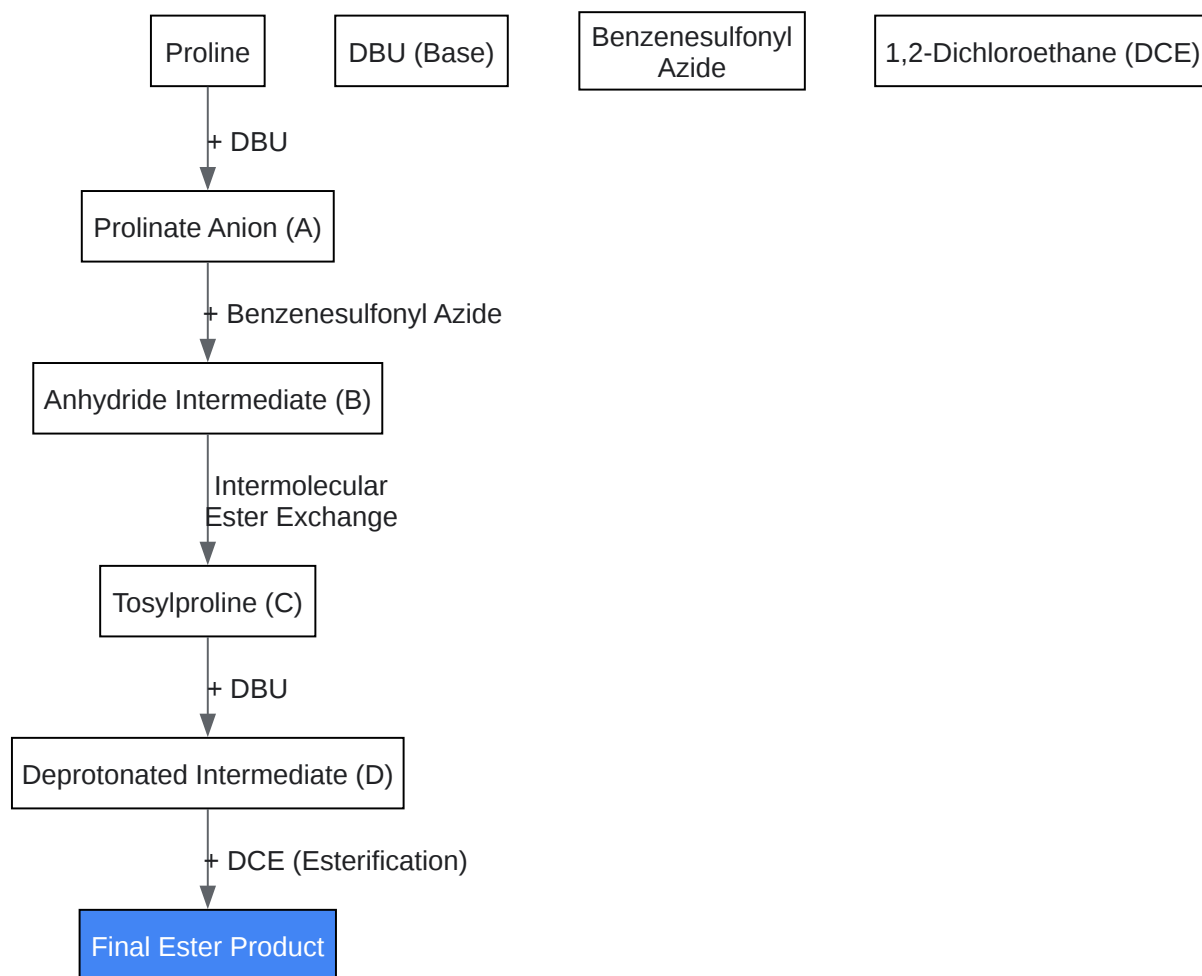 Proline
DBU (Base)
Benzenesulfonyl
Azide
1,2-Dichloroethane (DCE)
+ DBU
Prolinate Anion (A)
+ Benzenesulfonyl Azide
Anhydride Intermediate (B)
Intermolecular
Ester Exchange
Tosylproline (C)
+ DBU
Deprotonated Intermediate (D)
+ DCE (Esterification)
Final Ester Product